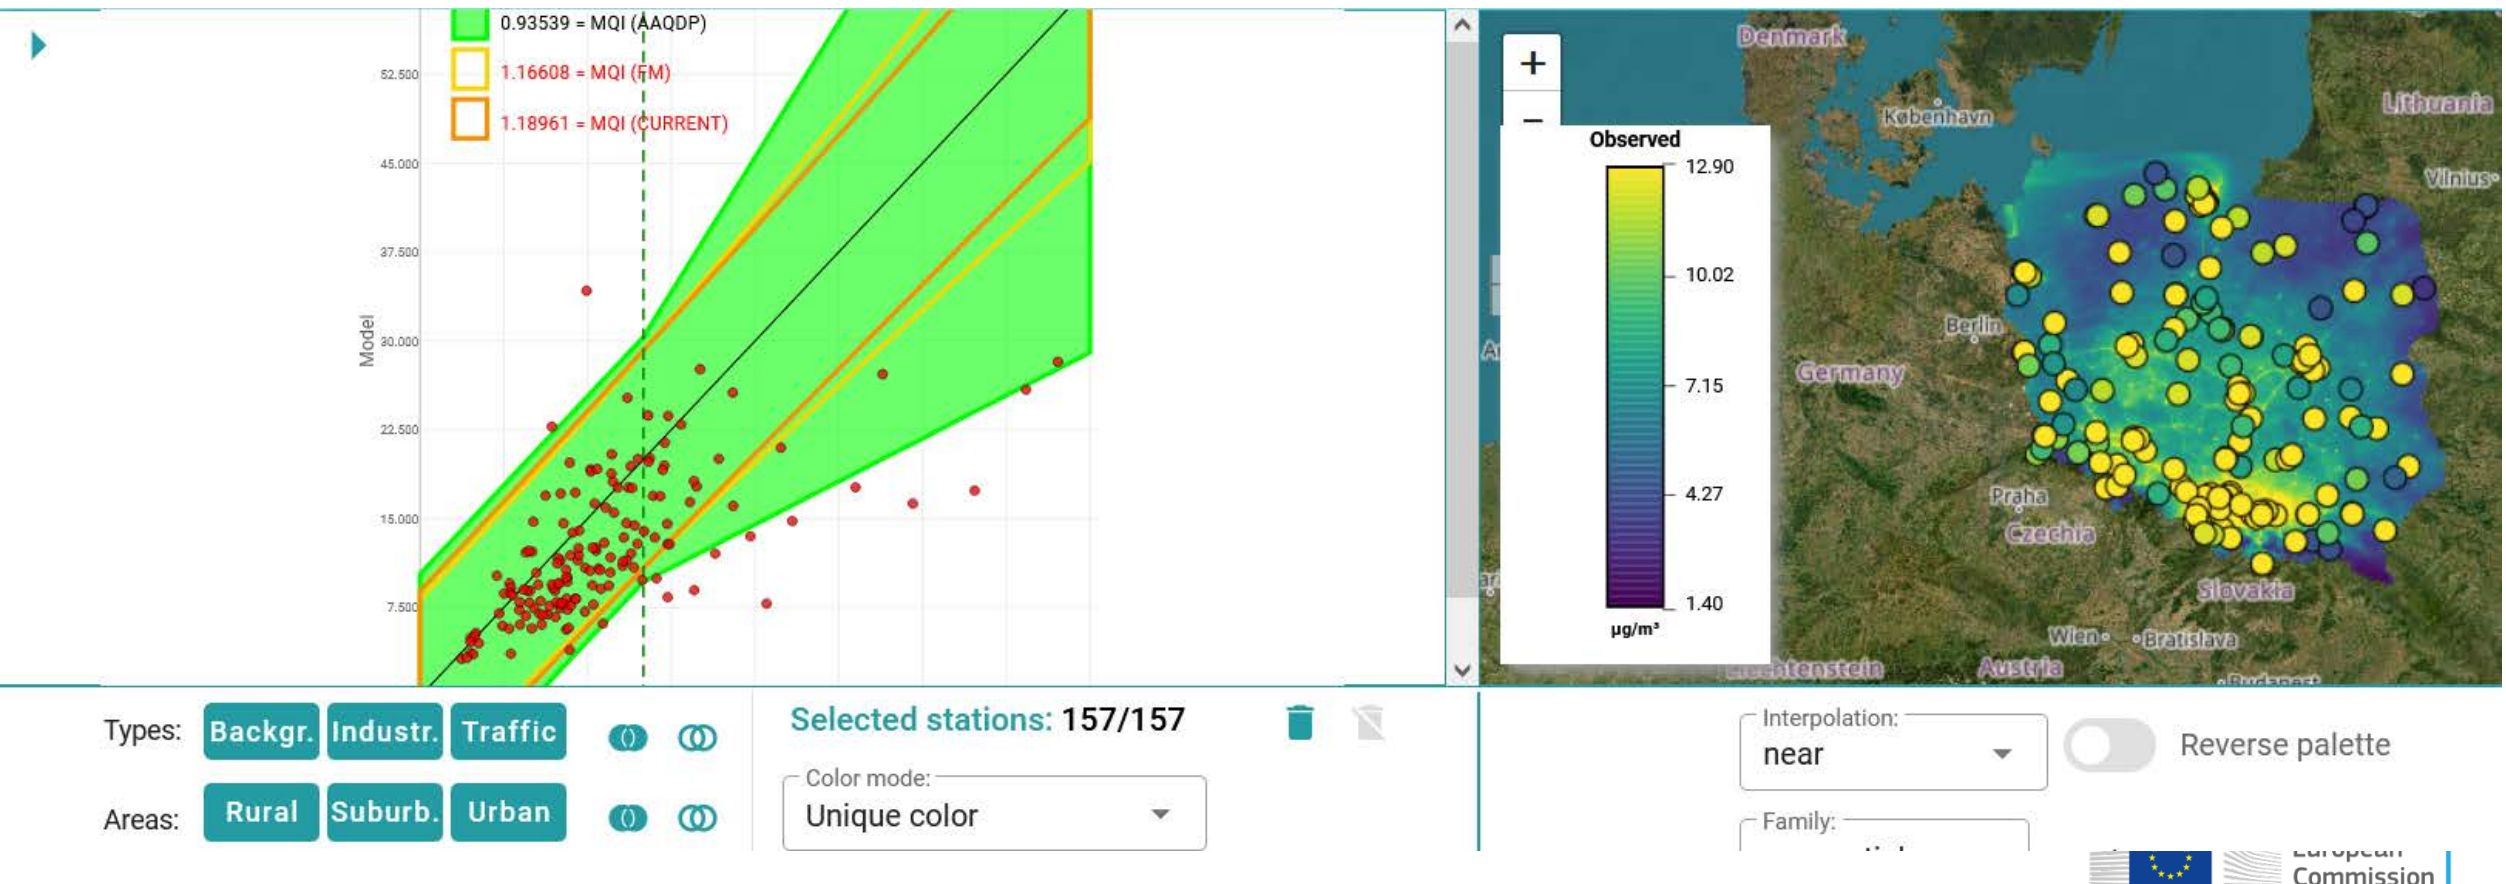 0.93539 = MQI (AAQDP)
1.16608 = MQI (FM)
1.18961 = MQI (CURRENT)
52.500
45.000
37.500
30.000
22.500
15.000
7.500
Model
+
−
Observed
12.90
10.02
7.15
4.27
1.40
µg/m³
Denmark
København
Lithuania
Vilnius
Berlin
Germany
Praha
Czechia
Slovakia
Wien
Bratislava
Austria
Types:
Backgr.
Industr.
Traffic
Areas:
Rural
Suburb.
Urban
Selected stations: 157/157
Color mode:
Unique color
Interpolation:
near
Reverse palette
Family:
European
Commission